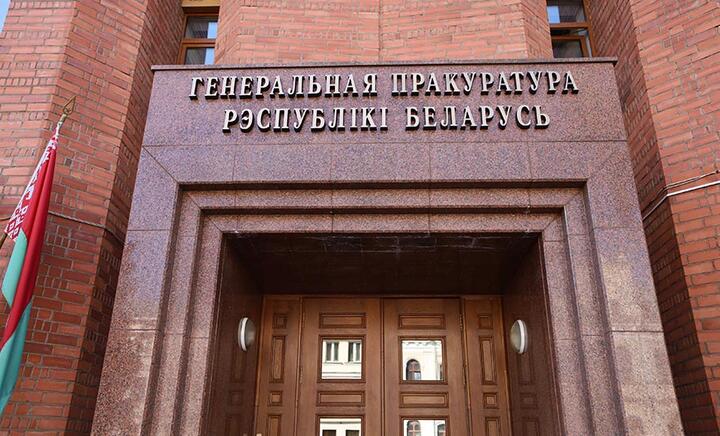 ГЕНЕРАЛЬНАЯ ПРАКУРАТУРА
РЭСПУБЛІКІ БЕЛАРУСЬ